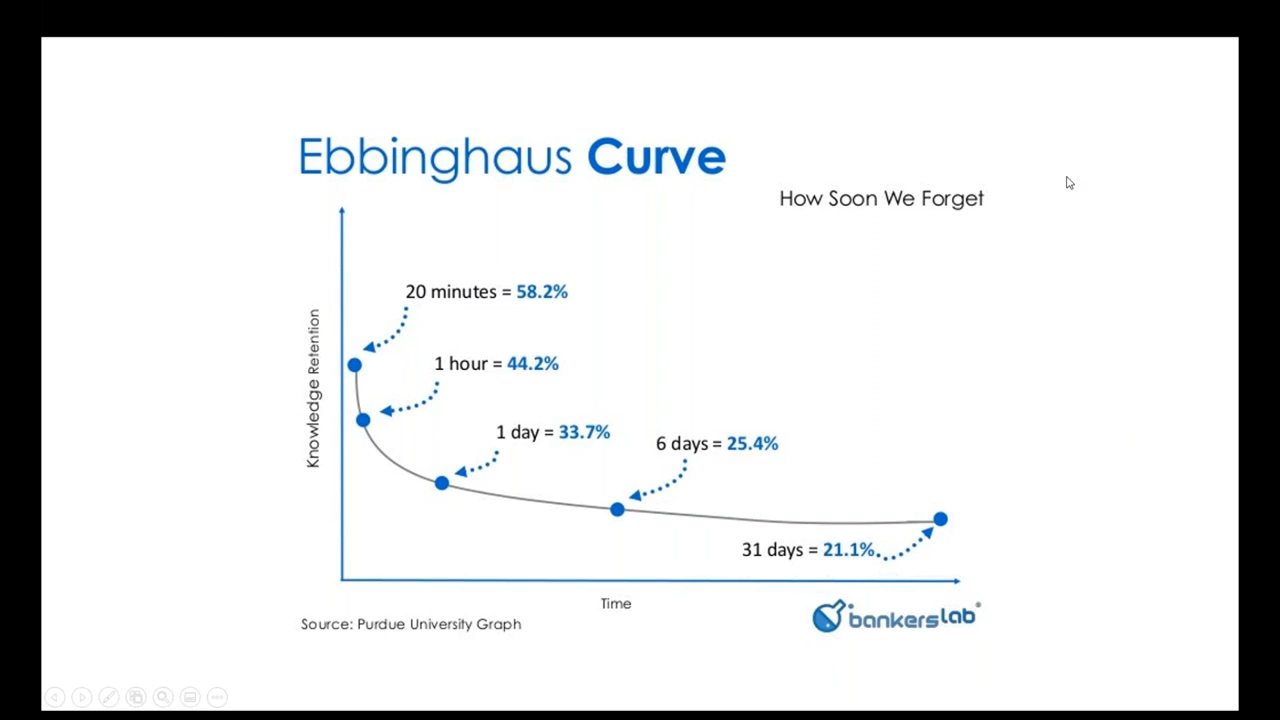 Ebbinghaus Curve
How Soon We Forget
20 minutes = 58.2%
1 hour = 44.2%
1 day = 33.7%
6 days = 25.4%
31 days = 21.1%
Knowledge Retention
Time
Source: Purdue University Graph
bankerslab®